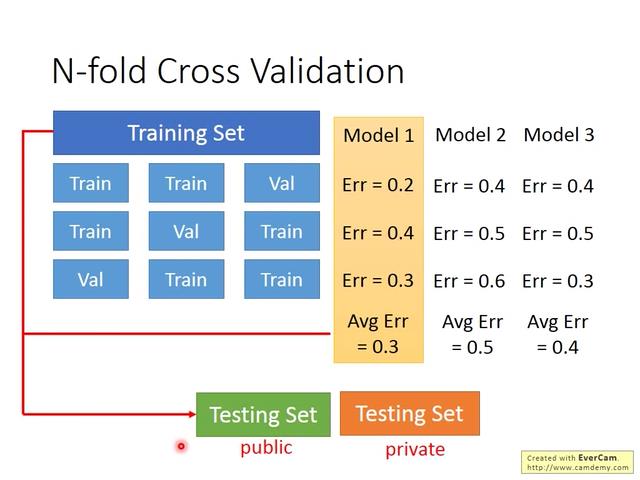 N-fold Cross Validation
Training Set
Model 1 Model 2 Model 3
Train Train Val
Err = 0.2 Err = 0.4 Err = 0.4
Train Val Train
Err = 0.4 Err = 0.5 Err = 0.5
Val Train Train
Err = 0.3 Err = 0.6 Err = 0.3
Avg Err Avg Err Avg Err
= 0.3 = 0.5 = 0.4
Testing Set Testing Set
public private
Created with EverCam.
http://www.camdemy.com